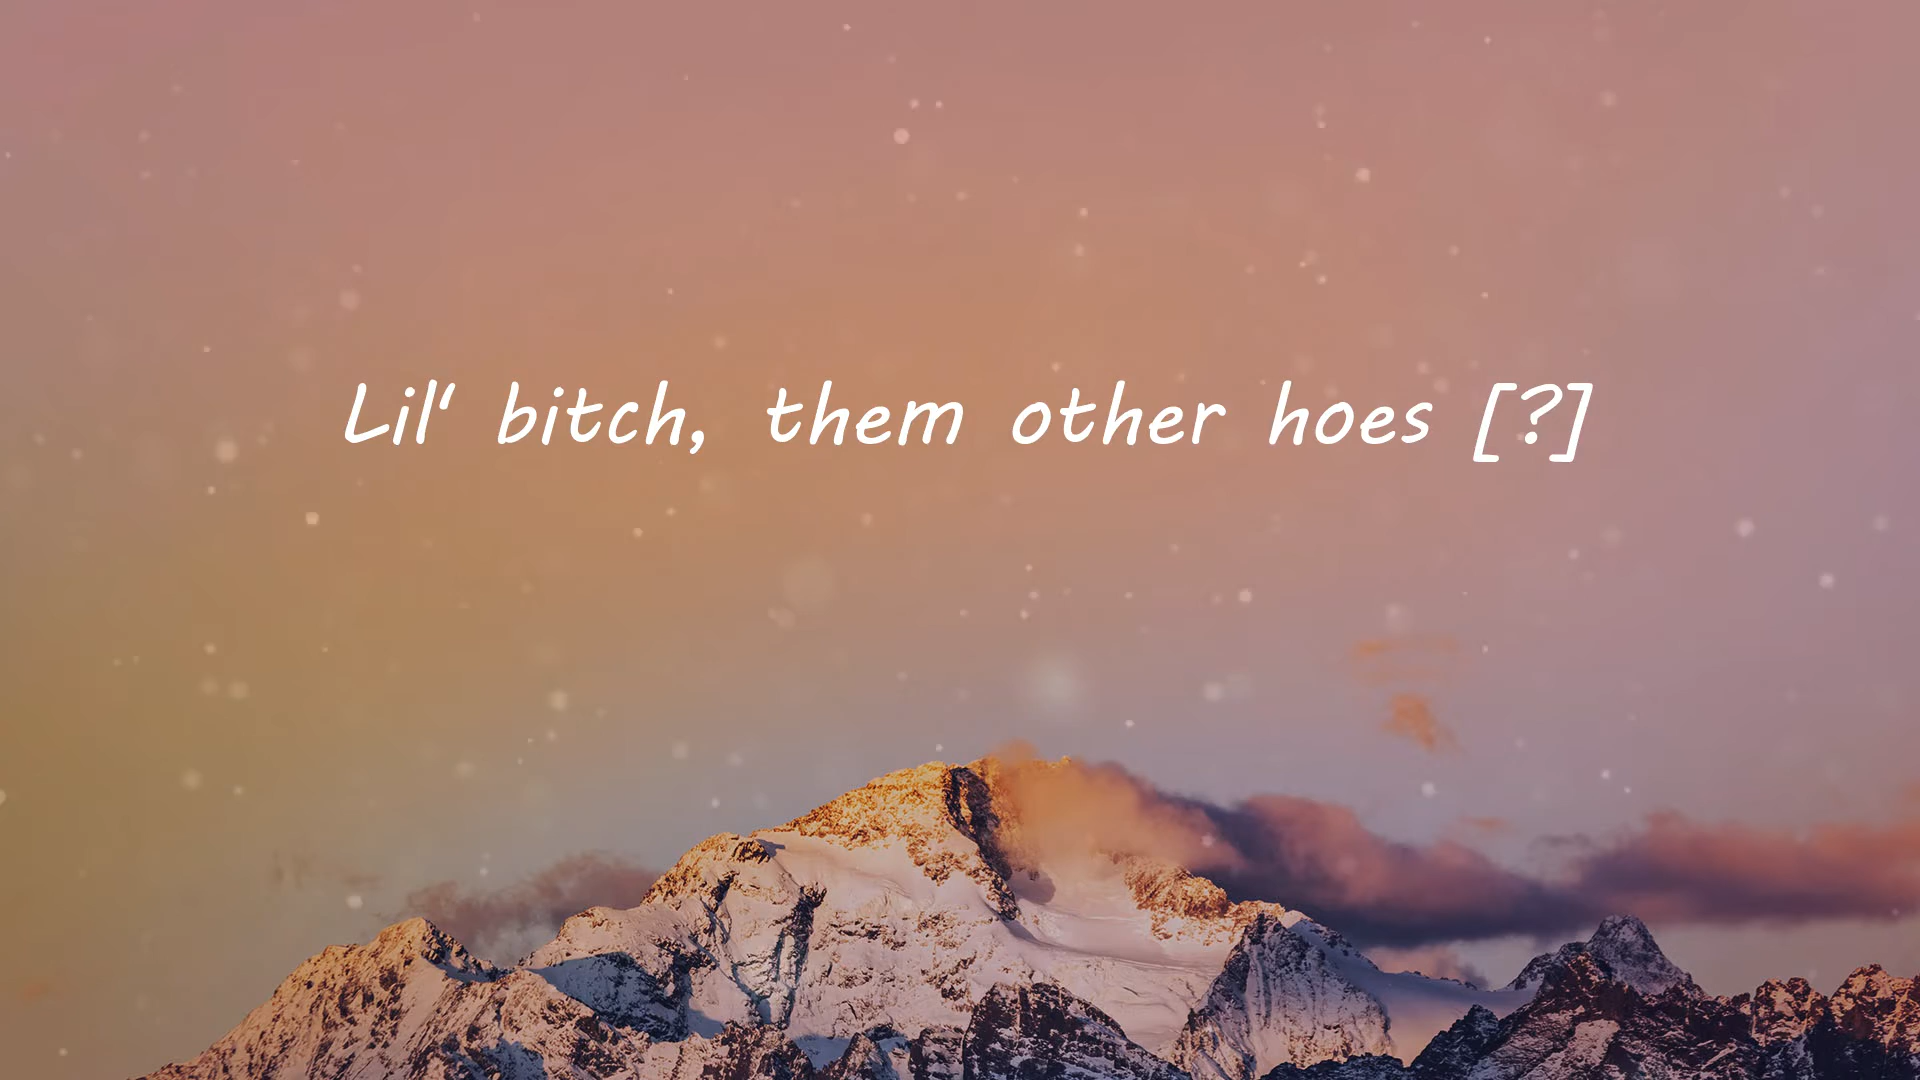 Lil' bitch, them other hoes [?]